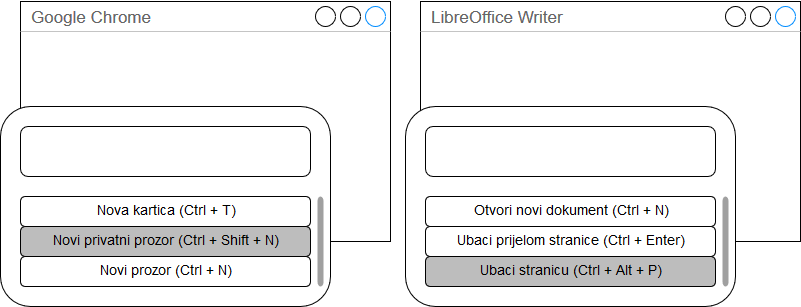 Google Chrome
Nova kartica (Ctrl + T)
Novi privatni prozor (Ctrl + Shift + N)
Novi prozor (Ctrl + N)
LibreOffice Writer
Otvori novi dokument (Ctrl + N)
Ubaci prijelom stranice (Ctrl + Enter)
Ubaci stranicu (Ctrl + Alt + P)